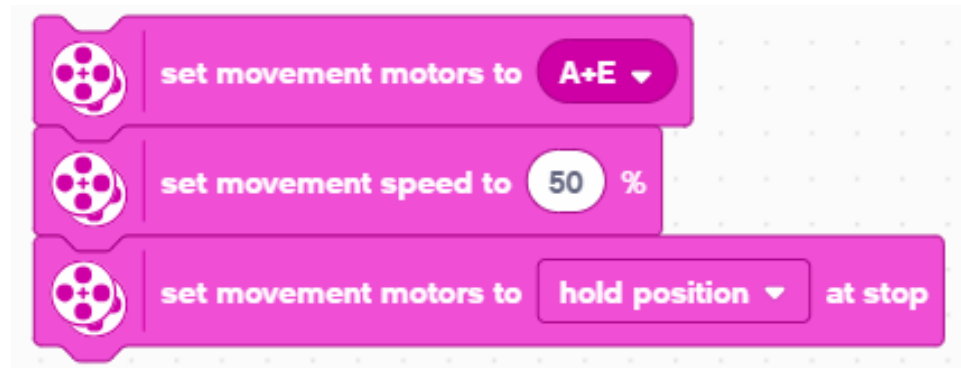 set movement motors to A+E
set movement speed to 50 %
set movement motors to hold position at stop